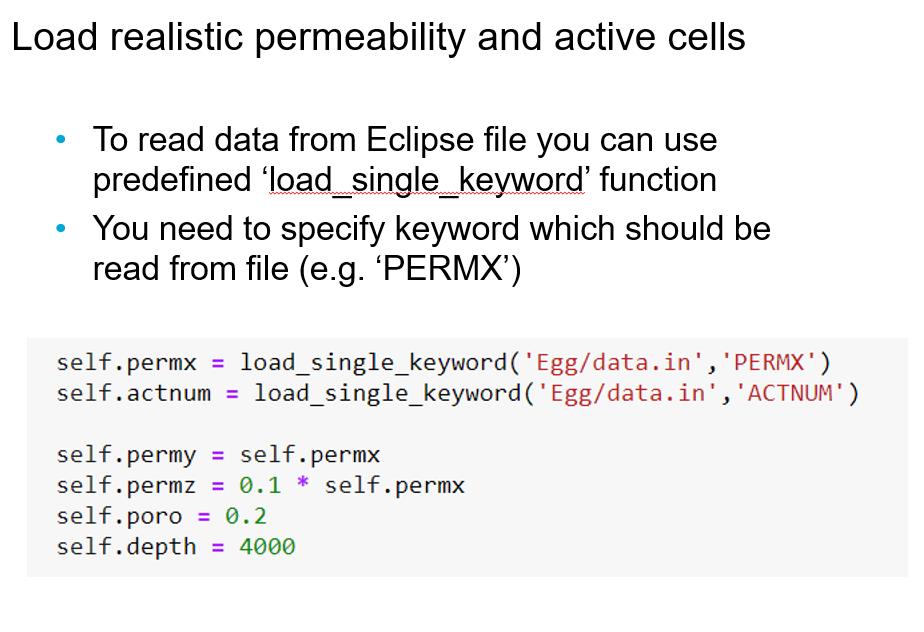 Load realistic permeability and active cells
• To read data from Eclipse file you can use
predefined ‘load_single_keyword’ function
• You need to specify keyword which should be
read from file (e.g. ‘PERMX’)
self.permx = load_single_keyword('Egg/data.in','PERMX')
self.actnum = load_single_keyword('Egg/data.in','ACTNUM')
self.permy = self.permx
self.permz = 0.1 * self.permx
self.poro = 0.2
self.depth = 4000